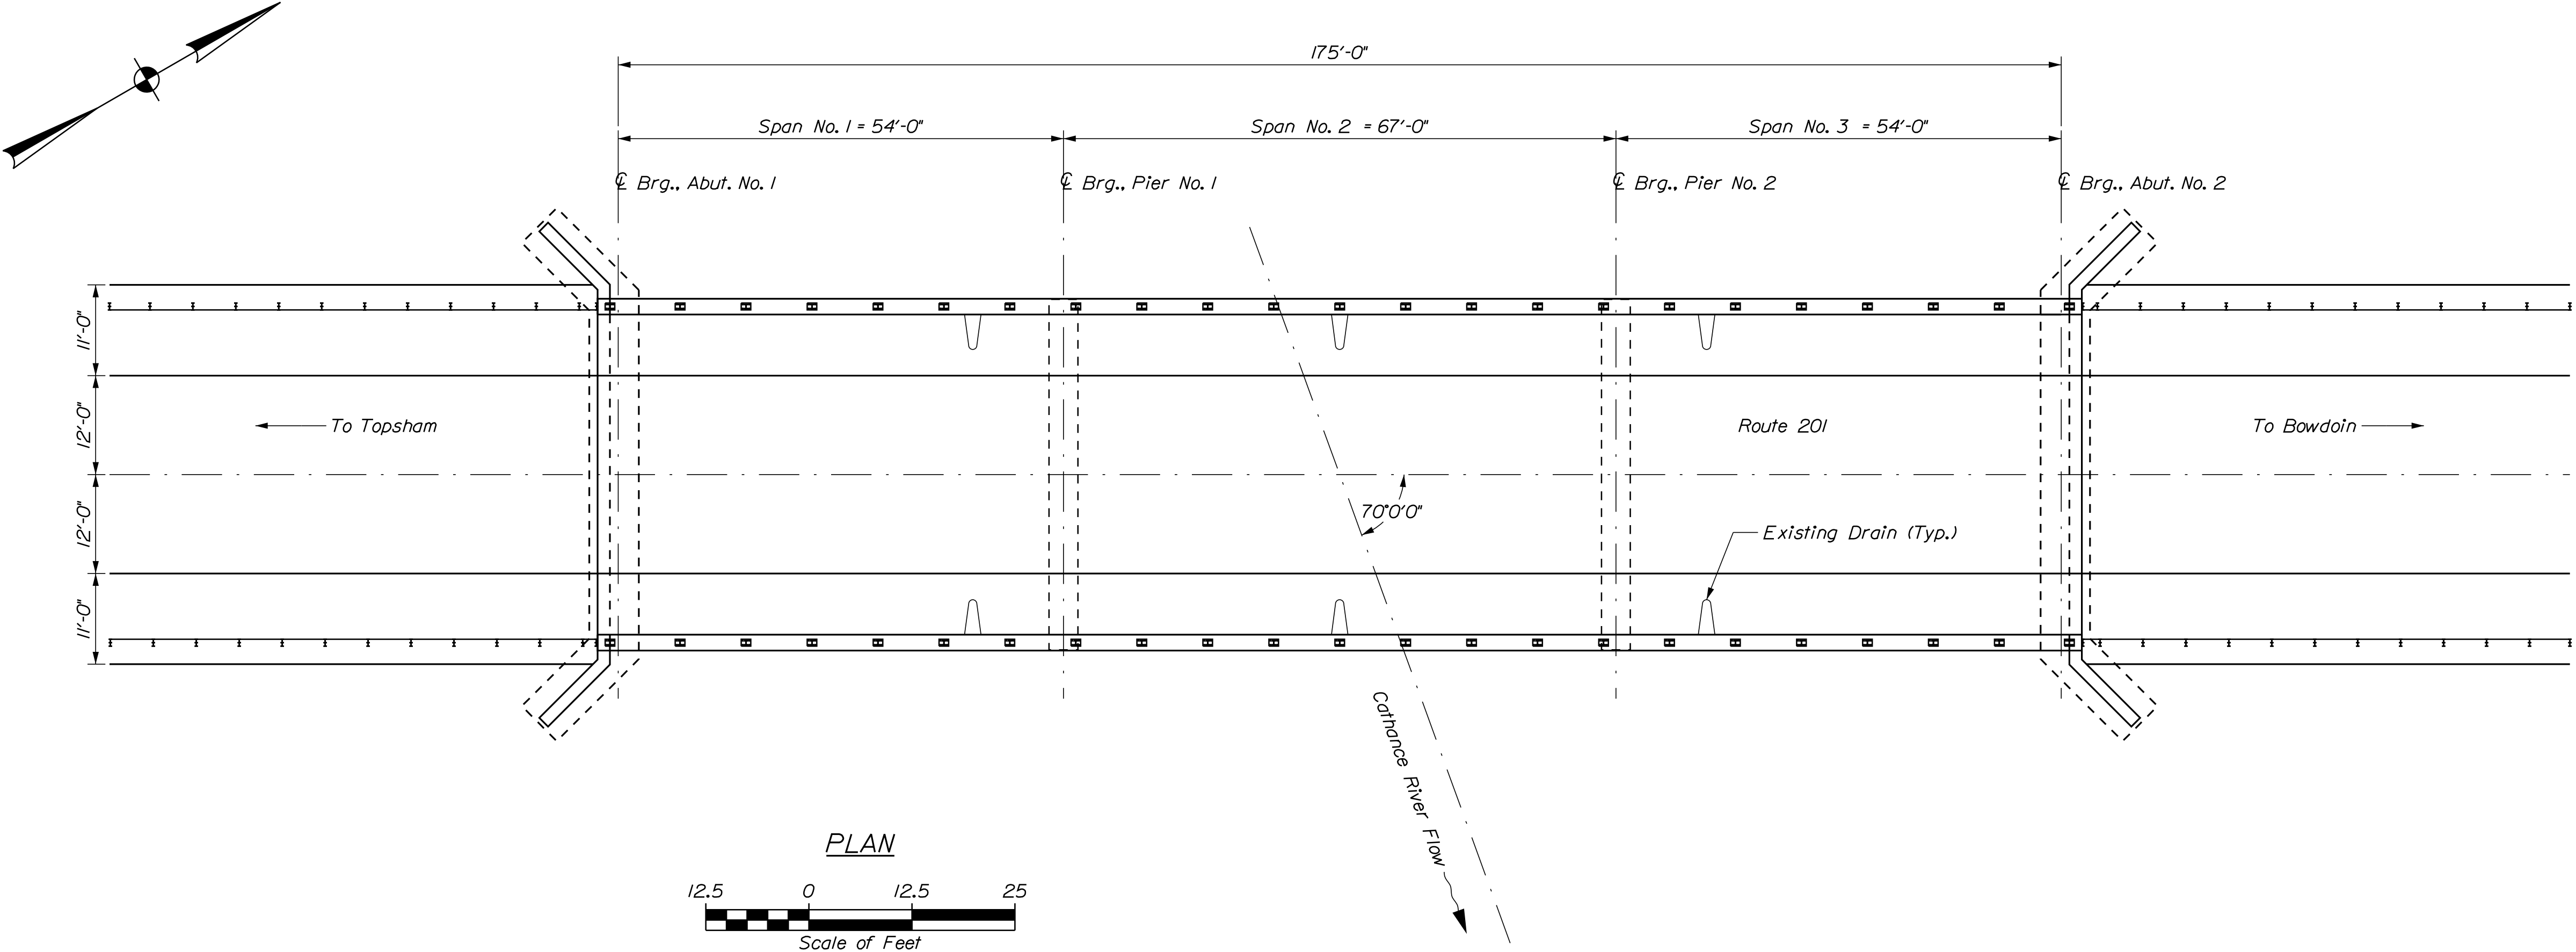 175'-0"
Span No. 1 = 54'-0"
Span No. 2 = 67'-0"
Span No. 3 = 54'-0"
℄ Brg., Abut. No. 1
℄ Brg., Pier No. 1
℄ Brg., Pier No. 2
℄ Brg., Abut. No. 2
11'-0"
12'-0"
12'-0"
11'-0"
To Topsham
Route 201
To Bowdoin
70°0'0"
Existing Drain (Typ.)
Cathance River Flow
PLAN
12.5 0 12.5 25
Scale of Feet